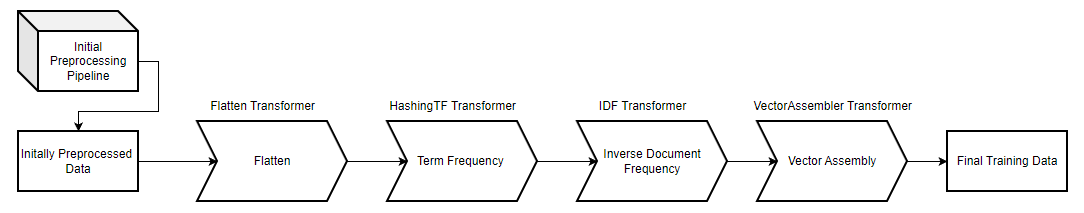 Initial
Preprocessing
Pipeline
Flatten Transformer
HashingTF Transformer
IDF Transformer
VectorAssembler Transformer
Initally Preprocessed
Data
Flatten
Term Frequency
Inverse Document
Frequency
Vector Assembly
Final Training Data